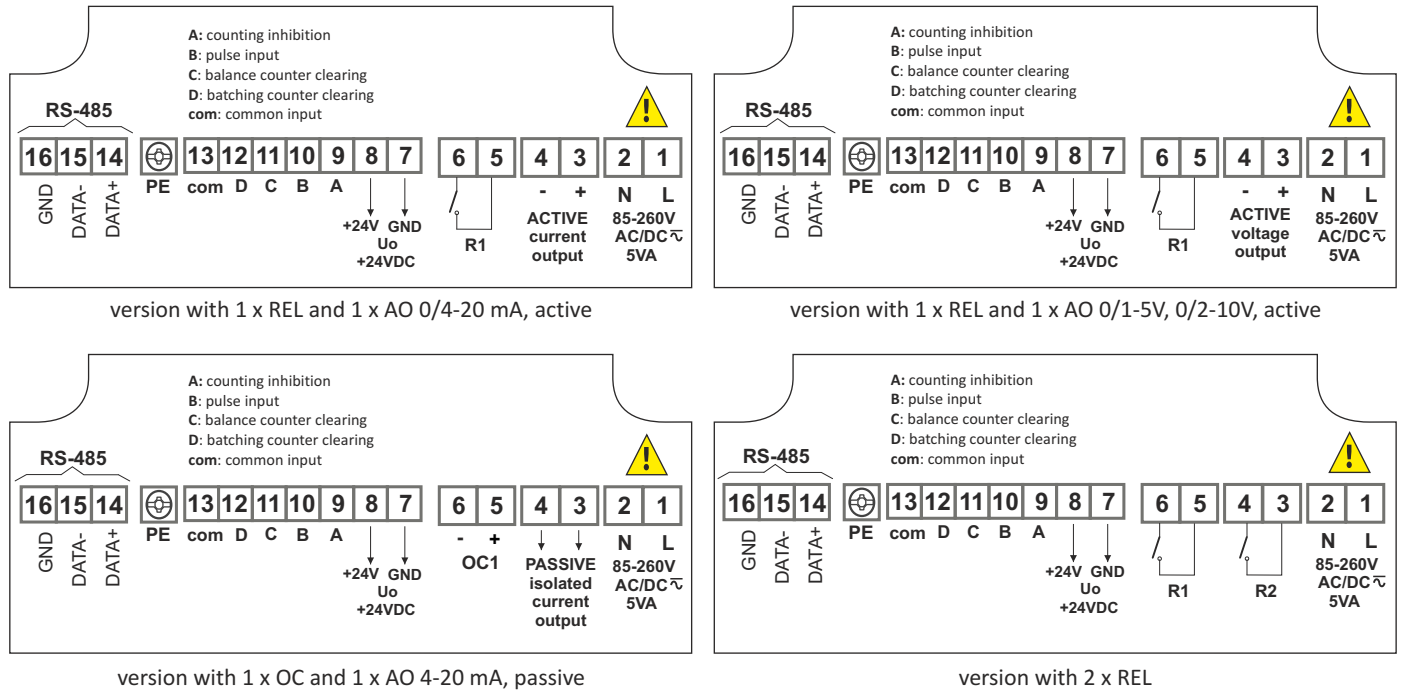 A: counting inhibition
B: pulse input
C: balance counter clearing
D: batching counter clearing
com: common input
RS-485
16 15 14 13 12 11 10 9 8 7 6 5 4 3 2 1
GND DATA- DATA+ PE com D C B A
- +
N L
+24V GND
Uo
+24VDC
R1
ACTIVE
current
output
85-260V
AC/DC
5VA
version with 1 x REL and 1 x AO 0/4-20 mA, active
A: counting inhibition
B: pulse input
C: balance counter clearing
D: batching counter clearing
com: common input
RS-485
16 15 14 13 12 11 10 9 8 7 6 5 4 3 2 1
GND DATA- DATA+ PE com D C B A
- +
N L
+24V GND
Uo
+24VDC
R1
ACTIVE
voltage
output
85-260V
AC/DC
5VA
version with 1 x REL and 1 x AO 0/1-5V, 0/2-10V, active
A: counting inhibition
B: pulse input
C: balance counter clearing
D: batching counter clearing
com: common input
RS-485
16 15 14 13 12 11 10 9 8 7 6 5 4 3 2 1
GND DATA- DATA+ PE com D C B A
- +
OC1
N L
+24V GND
Uo
+24VDC
PASSIVE
isolated
current
output
85-260V
AC/DC
5VA
version with 1 x OC and 1 x AO 4-20 mA, passive
A: counting inhibition
B: pulse input
C: balance counter clearing
D: batching counter clearing
com: common input
RS-485
16 15 14 13 12 11 10 9 8 7 6 5 4 3 2 1
GND DATA- DATA+ PE com D C B A
N L
+24V GND
Uo
+24VDC
R1 R2
85-260V
AC/DC
5VA
version with 2 x REL